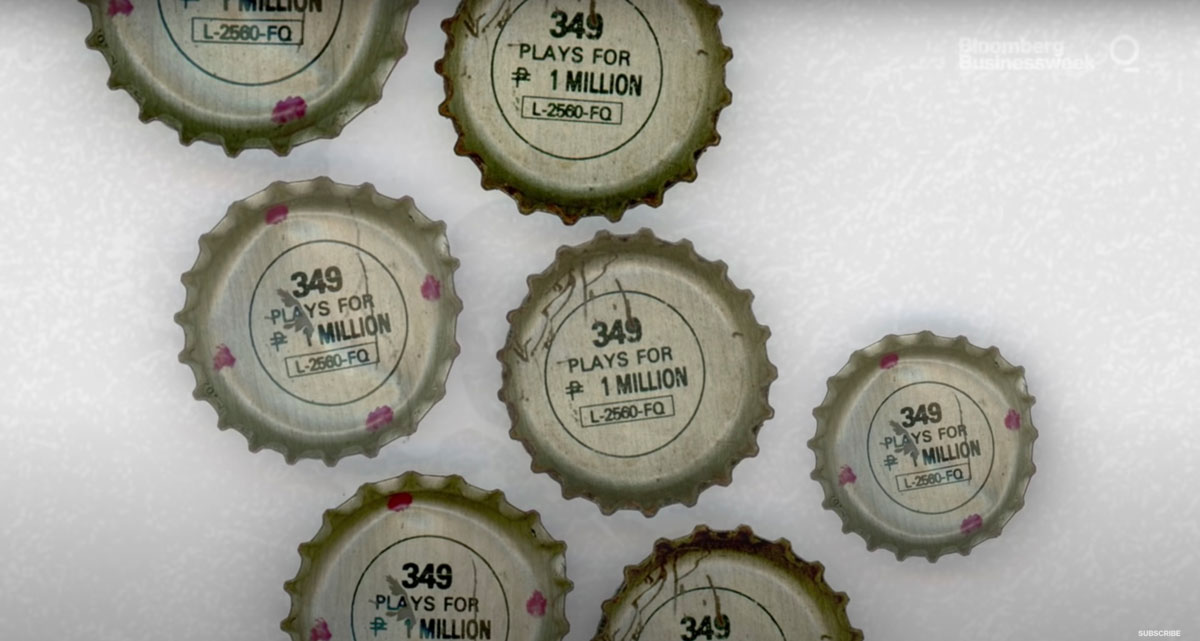 ₱ 1 MILLION
L-2560-FQ
349
PLAYS FOR
₱ 1 MILLION
L-2560-FQ
Bloomberg
Businessweek
349
PLAYS FOR
₱ 1 MILLION
L-2560-FQ
349
PLAYS FOR
₱ 1 MILLION
L-2560-FQ
349
PLAYS FOR
₱ 1 MILLION
L-2560-FQ
349
PLAYS FOR
₱ 1 MILLION
349
SUBSCRIBE